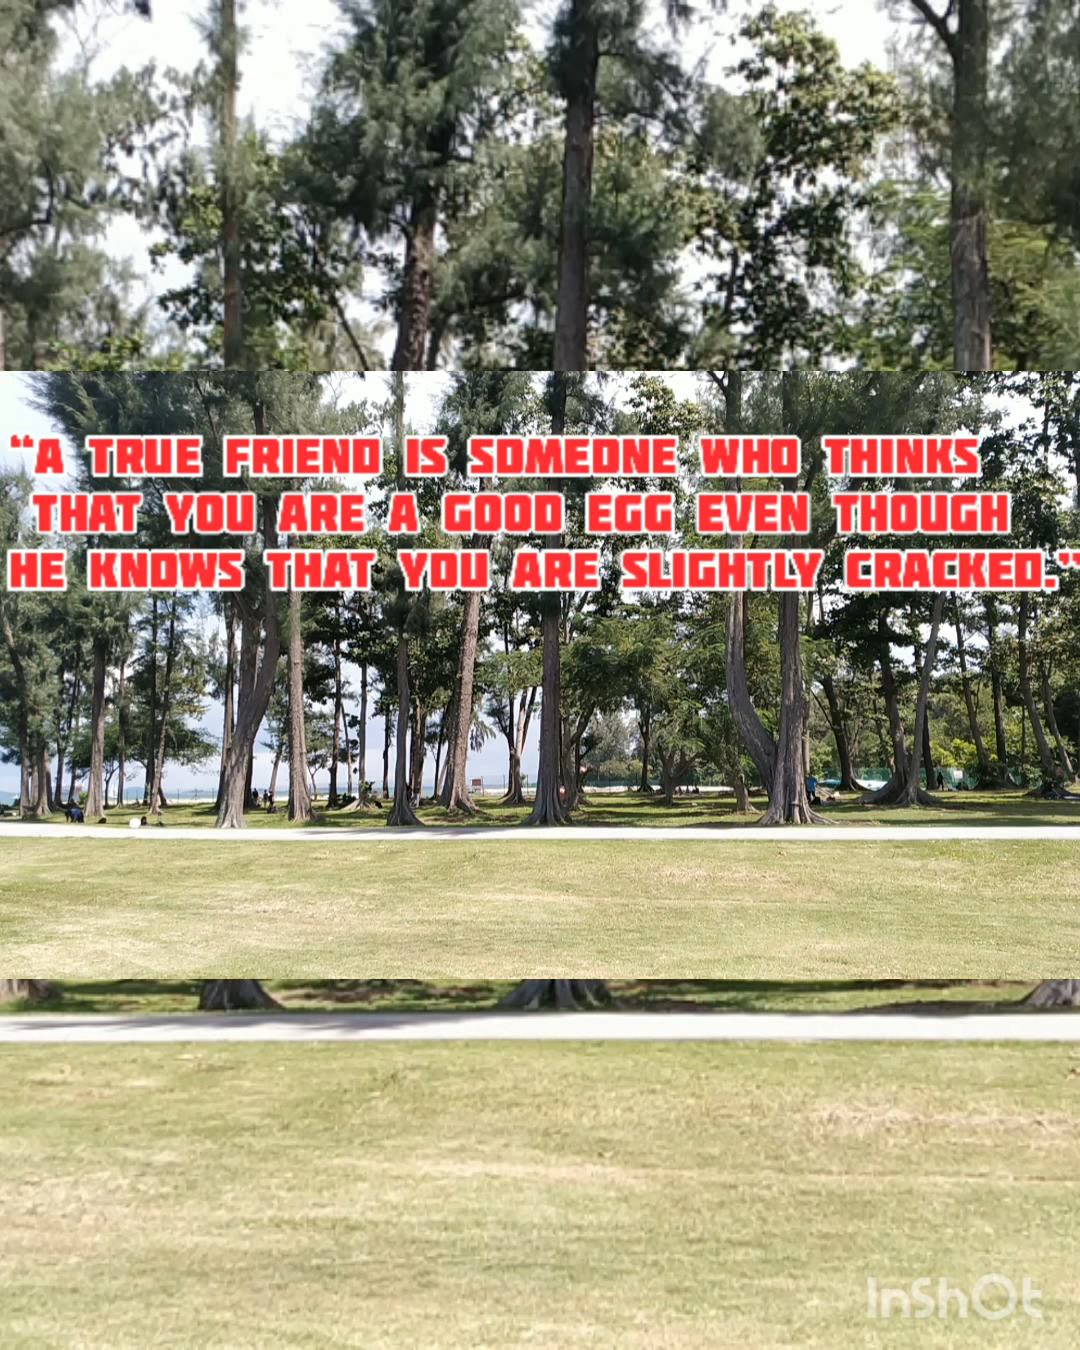 “A TRUE FRIEND IS SOMEONE WHO THINKS
THAT YOU ARE A GOOD EGG EVEN THOUGH
HE KNOWS THAT YOU ARE SLIGHTLY CRACKED.”
InShOt